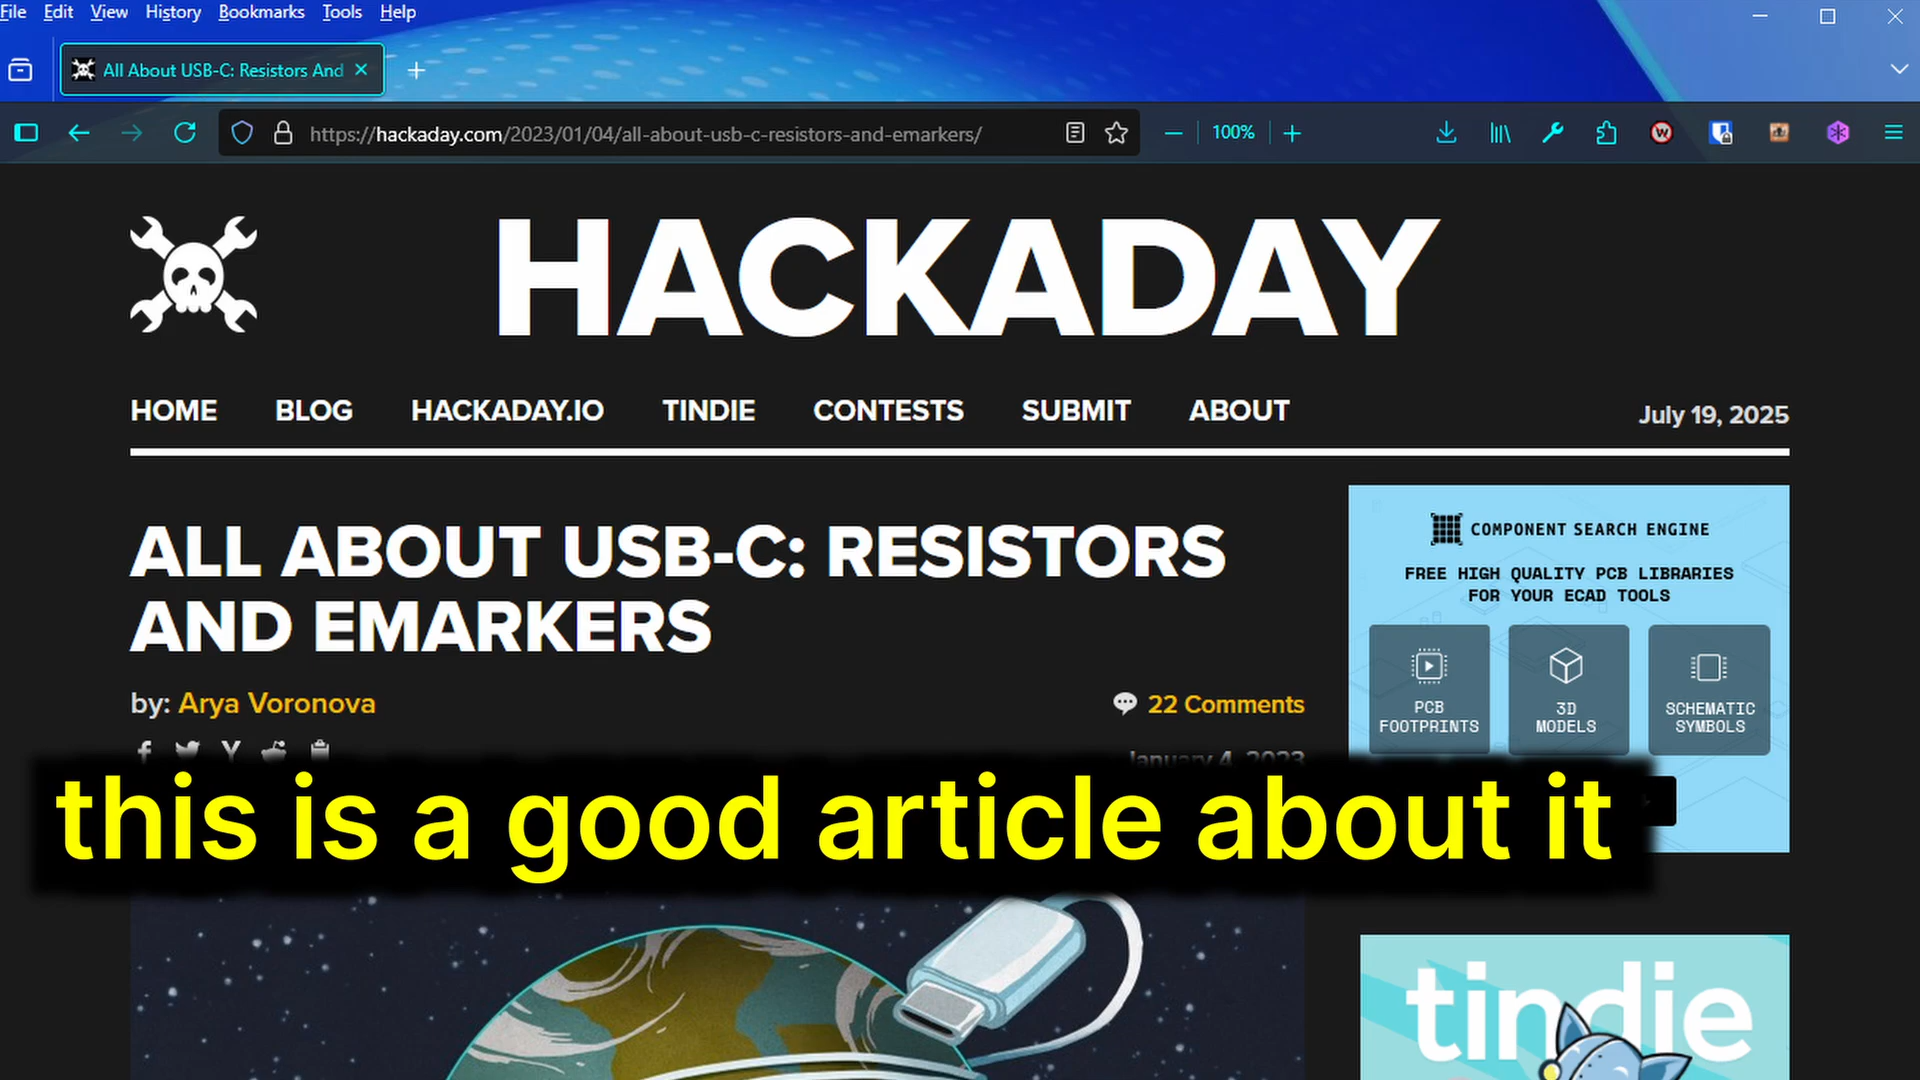 File Edit View History Bookmarks Tools Help
All About USB-C: Resistors And
https://hackaday.com/2023/01/04/all-about-usb-c-resistors-and-emarkers/
100%
HACKADAY
HOME BLOG HACKADAY.IO TINDIE CONTESTS SUBMIT ABOUT
July 19, 2025
ALL ABOUT USB-C: RESISTORS
AND EMARKERS
by: Arya Voronova
22 Comments
January 4, 2023
COMPONENT SEARCH ENGINE
FREE HIGH QUALITY PCB LIBRARIES
FOR YOUR ECAD TOOLS
PCB
FOOTPRINTS
3D
MODELS
SCHEMATIC
SYMBOLS
this is a good article about it
tindie